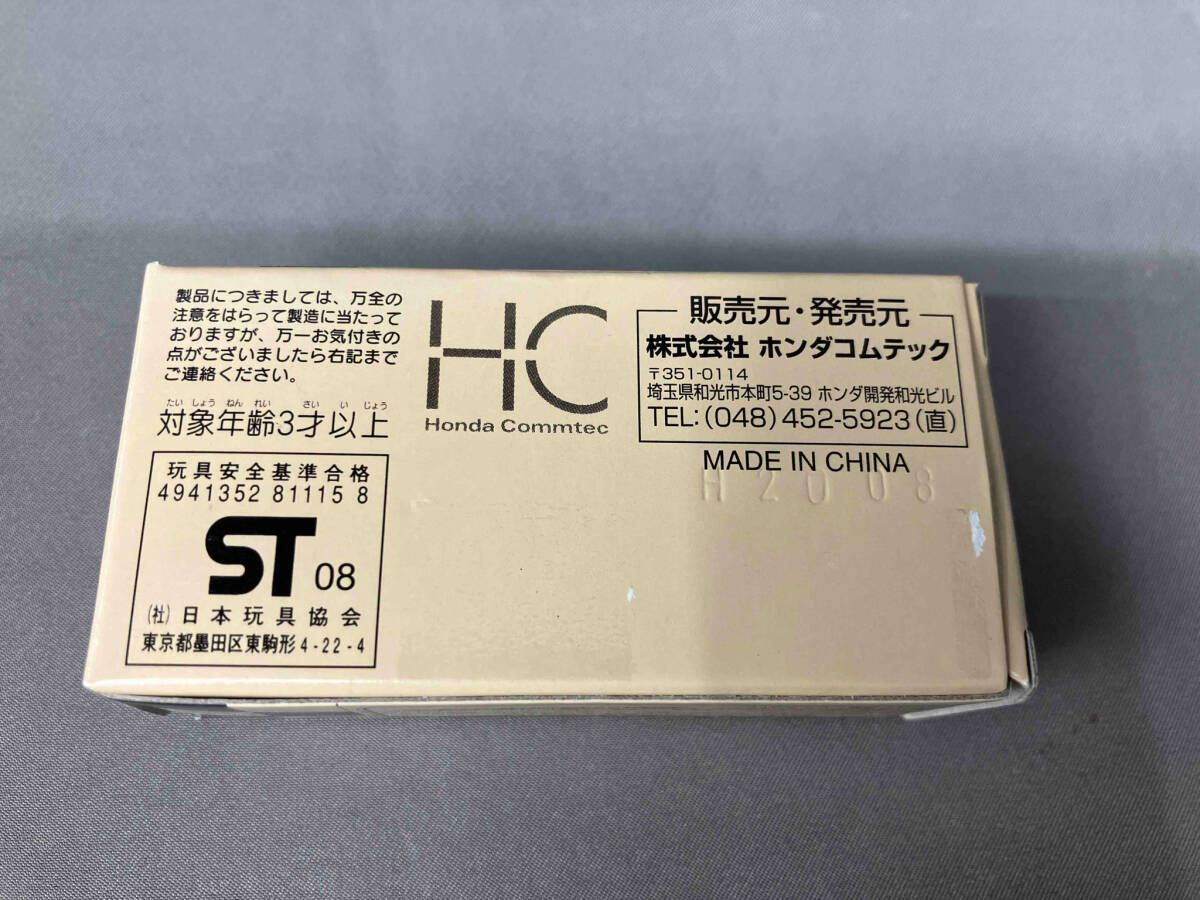 製品につきましては、万全の
注意をはらって製造に当たって
おりますが、万一お気付きの
点がございましたら右記まで
ご連絡ください。
たいしょう ねんれい さい い じょう
対象年齢3才以上
玩具安全基準合格
4941352 81115 8
ST 08
(社)日本玩具協会
東京都墨田区東駒形4-22-4
HC
Honda Commtec
販売元・発売元
株式会社 ホンダコムテック
〒351-0114
埼玉県和光市本町5-39 ホンダ開発和光ビル
TEL:(048)452-5923(直)
MADE IN CHINA
H2008